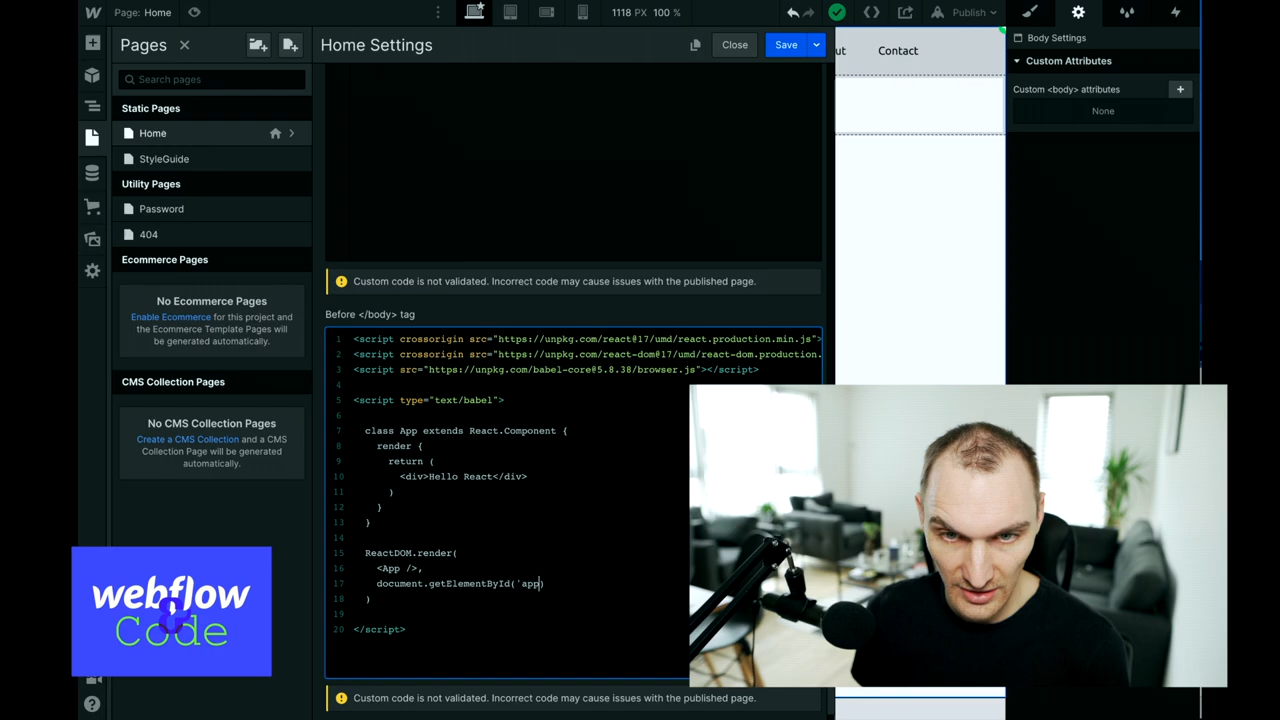 Page: Home
1118 PX 100 %
Publish
Pages
Search pages
Static Pages
Home
StyleGuide
Utility Pages
Password
404
Ecommerce Pages
No Ecommerce Pages
Enable Ecommerce for this project and
the Ecommerce Template Pages will
be generated automatically.
CMS Collection Pages
No CMS Collection Pages
Create a CMS Collection and a CMS
Collection Page will be generated
automatically.
Home Settings
Close
Save
Custom code is not validated. Incorrect code may cause issues with the published page.
Before </body> tag
1 <script crossorigin src="https://unpkg.com/react@17/umd/react.production.min.js">
2 <script crossorigin src="https://unpkg.com/react-dom@17/umd/react-dom.production.
3 <script src="https://unpkg.com/babel-core@5.8.38/browser.js"></script>
4
5 <script type="text/babel">
6
7 class App extends React.Component {
8 render {
9 return (
10 <div>Hello React</div>
11 )
12 }
13 }
14
15 ReactDOM.render(
16 <App />,
17 document.getElementById('app)
18 )
19
20 </script>
Custom code is not validated. Incorrect code may cause issues with the published page.
ut Contact
Body Settings
Custom Attributes
Custom <body> attributes
+
None
webflow
Code